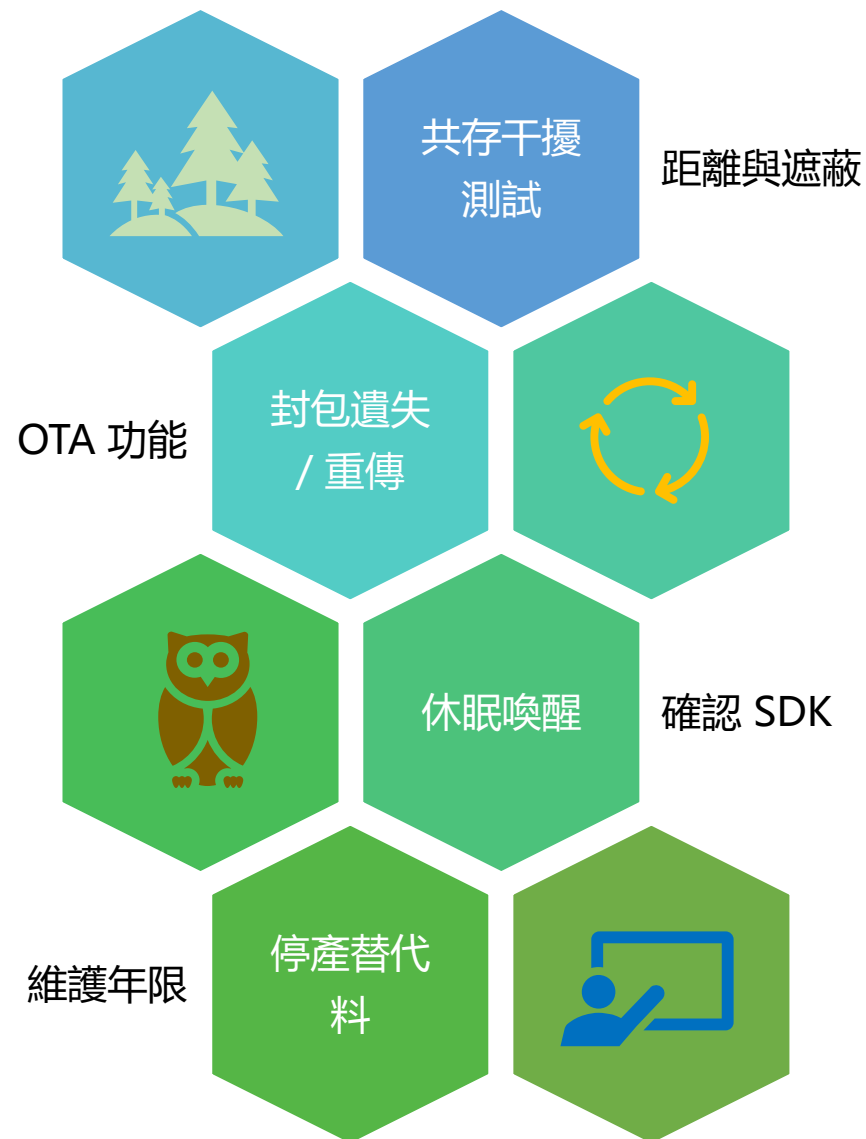 共存干擾
測試
距離與遮蔽
OTA 功能
封包遺失
/ 重傳
休眠喚醒
確認 SDK
維護年限
停產替代
料